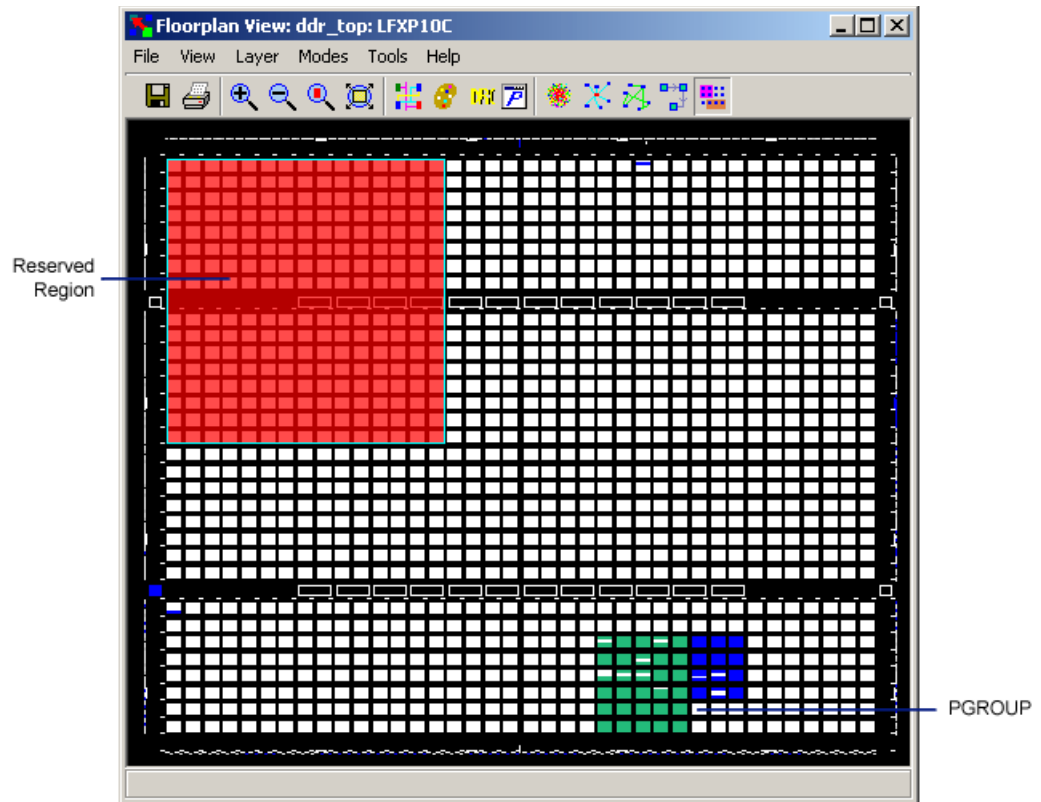 Floorplan View: ddr_top: LFXP10C
File View Layer Modes Tools Help
Reserved
Region
PGROUP